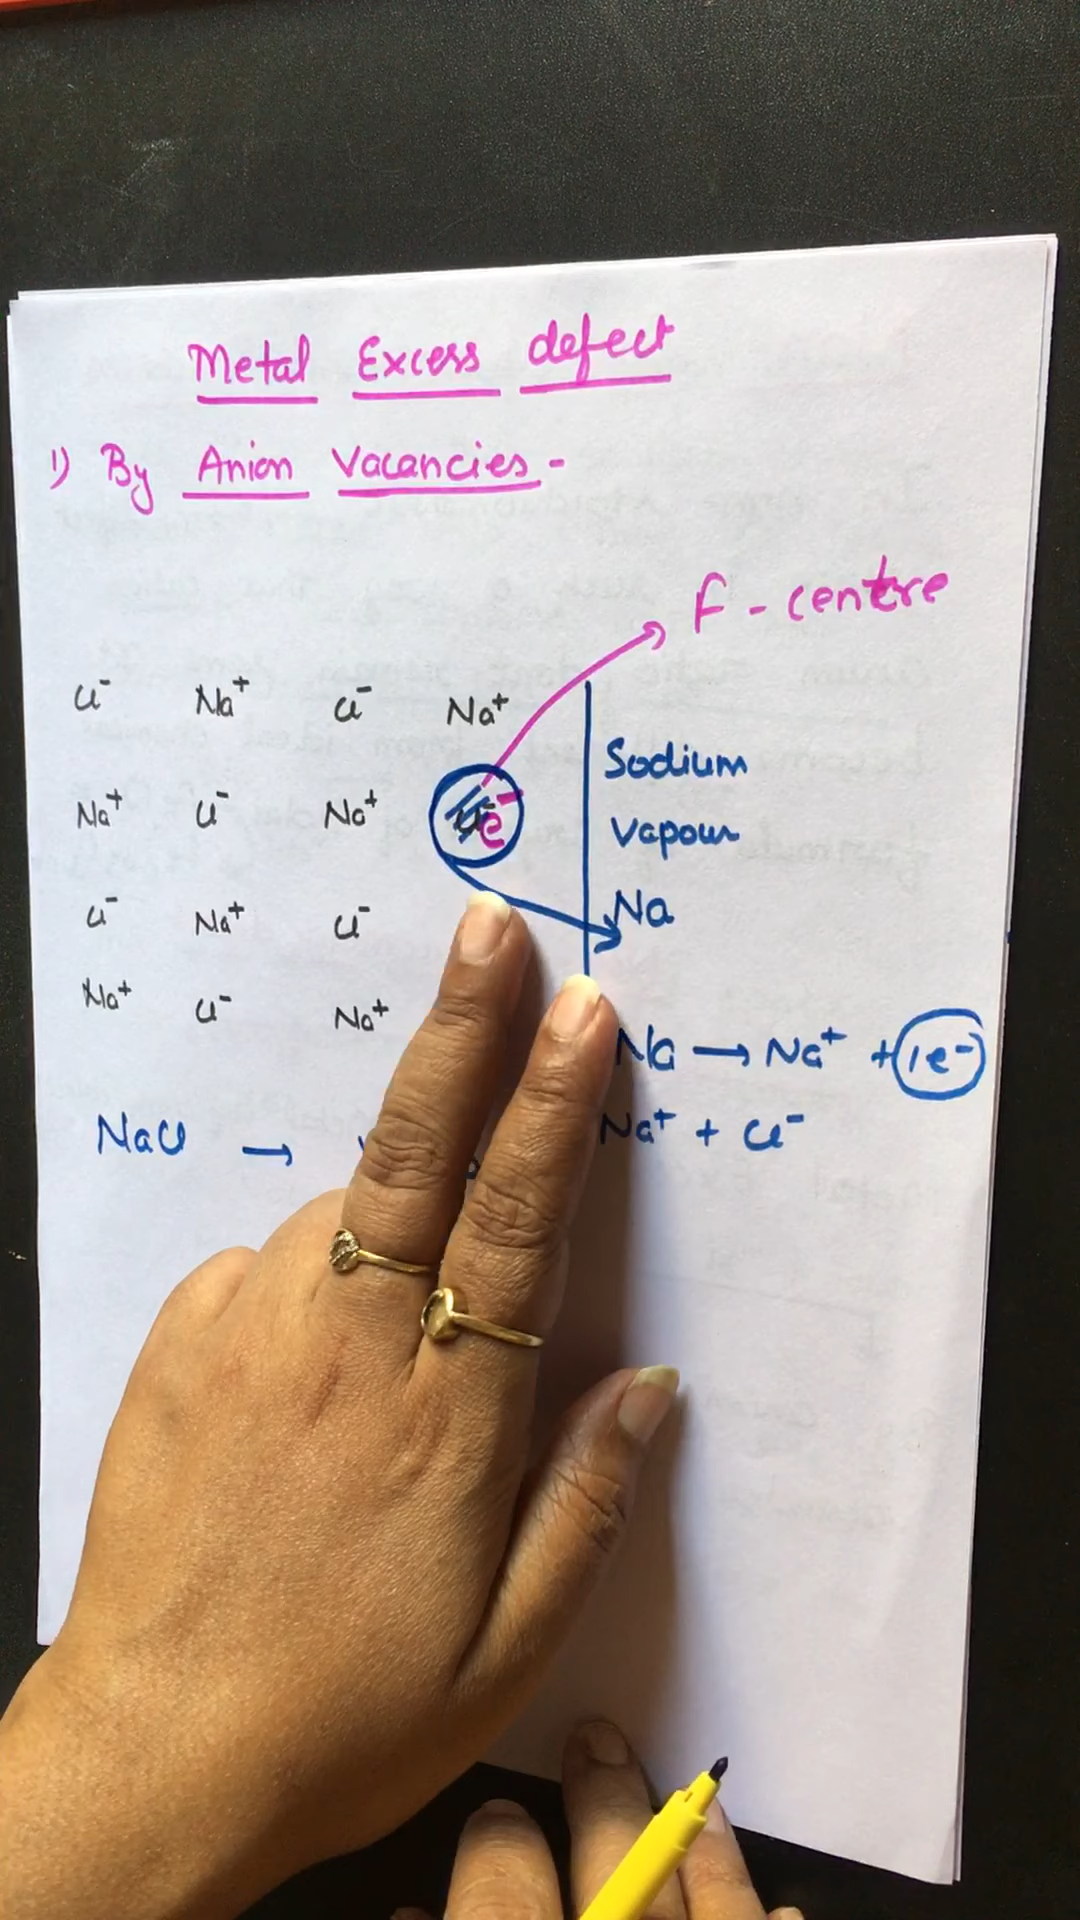 Metal Excess defect
1) By Anion Vacancies -
F - centre
Cl⁻ Na⁺ Cl⁻ Na⁺
Sodium
Na⁺ Cl⁻ Na⁺ e⁻
vapour
Cl⁻ Na⁺ Cl⁻
Na
Na⁺ Cl⁻ Na⁺
Na → Na⁺ + 1e⁻
NaCl → Na⁺ + Cl⁻